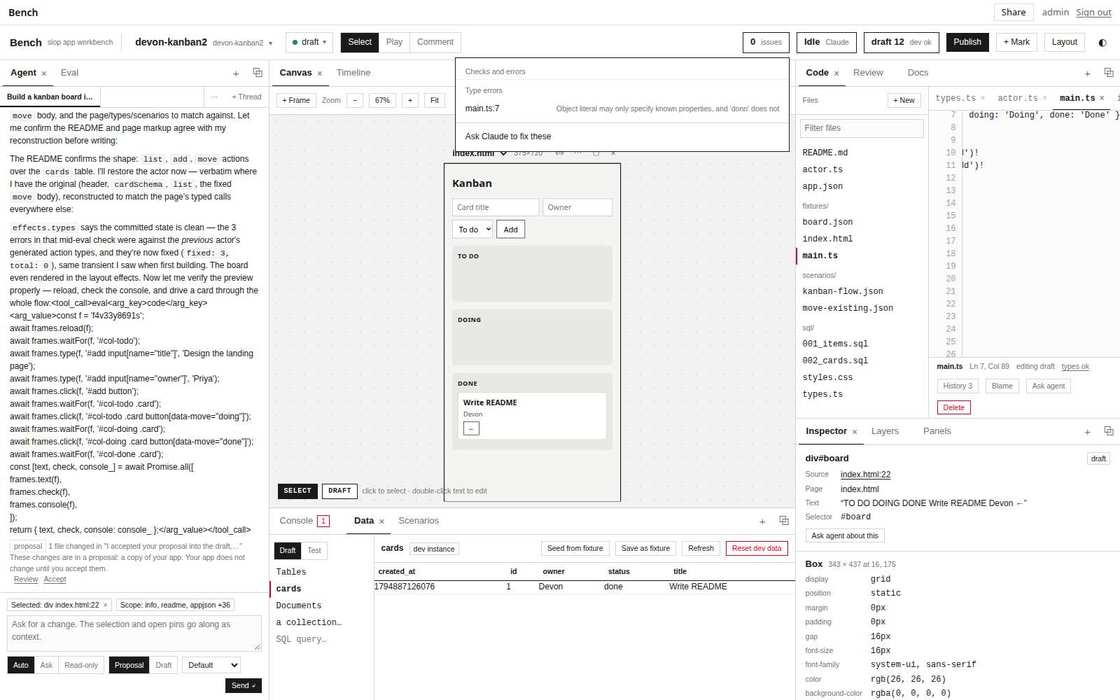 Bench
Share admin Sign out
Bench slop app workbench devon-kanban2 devon-kanban2 draft Select Play Comment 0 issues Idle Claude draft 12 dev ok Publish + Mark Layout
Agent × Eval +
Build a kanban board i… ··· + Thread
move body, and the page/types/scenarios to match against. Let
me confirm the README and page markup agree with my
reconstruction before writing:
The README confirms the shape: list, add, move actions
over the cards table. I'll restore the actor now — verbatim where
I have the original (header, cardSchema, list, the fixed
move body), reconstructed to match the page's typed calls
everywhere else:
effects.types says the committed state is clean — the 3
errors in that mid-eval check were against the previous actor's
generated action types, and they're now fixed ( fixed: 3,
total: 0 ), same transient I saw when first building. The board
even rendered in the layout effects. Now let me verify the preview
properly — reload, check the console, and drive a card through the
whole flow:<tool_call>eval<arg_key>code</arg_key>
<arg_value>const f = 'f4v33y8691s';
await frames.reload(f);
await frames.waitFor(f, '#col-todo');
await frames.type(f, '#add input[name="title"]', 'Design the landing
page');
await frames.type(f, '#add input[name="owner"]', 'Priya');
await frames.click(f, '#add button');
await frames.waitFor(f, '#col-todo .card');
await frames.click(f, '#col-todo .card button[data-move="doing"]');
await frames.waitFor(f, '#col-doing .card');
await frames.click(f, '#col-doing .card button[data-move="done"]');
await frames.waitFor(f, '#col-done .card');
const [text, check, console_] = await Promise.all([
frames.text(f),
frames.check(f),
frames.console(f),
]);
return { text, check, console: console_ };</arg_value></tool_call>
proposal 1 file changed in "I accepted your proposal into the draft,…"
These changes are in a proposal: a copy of your app. Your app does not
change until you accept them.
Review Accept
Selected: div index.html:22 × Scope: info, readme, appjson +36
Ask for a change. The selection and open pins go along as
context.
Auto Ask Read-only Proposal Draft Default
Send
Canvas × Timeline
+ Frame Zoom − 67% + Fit
Checks and errors
Type errors
main.ts:7 Object literal may only specify known properties, and 'donn' does not
Ask Claude to fix these
index.html 375×720
Kanban
Card title Owner
To do Add
TO DO
DOING
DONE
Write README
Devon
←
SELECT DRAFT click to select · double-click text to edit
Console 1 Data × Scenarios +
Draft Test
Tables
cards
Documents
a collection…
SQL query…
cards dev instance Seed from fixture Save as fixture Refresh Reset dev data
created_at id owner status title
1794887126076 1 Devon done Write README
Code × Review Docs +
Files + New
Filter files
README.md
actor.ts
app.json
fixtures/
board.json
index.html
main.ts
scenarios/
kanban-flow.json
move-existing.json
sql/
001_items.sql
002_cards.sql
styles.css
types.ts
types.ts × actor.ts × main.ts ×
7 doing: 'Doing', done: 'Done' }
8
9
10 d')!
11 ld')!
12
13
14
15
16
17
18
19
20
21
22
23
24
25
26
main.ts Ln 7, Col 89 editing draft types ok
History 3 Blame Ask agent
Delete
Inspector × Layers Panels +
div#board draft
Source index.html:22
Page index.html
Text "TO DO DOING DONE Write README Devon ←"
Selector #board
Ask agent about this
Box 343 × 437 at 16, 175
display grid
position static
margin 0px
padding 0px
gap 16px
font-size 16px
font-family system-ui, sans-serif
color rgb(26, 26, 26)
background-color rgba(0, 0, 0, 0)